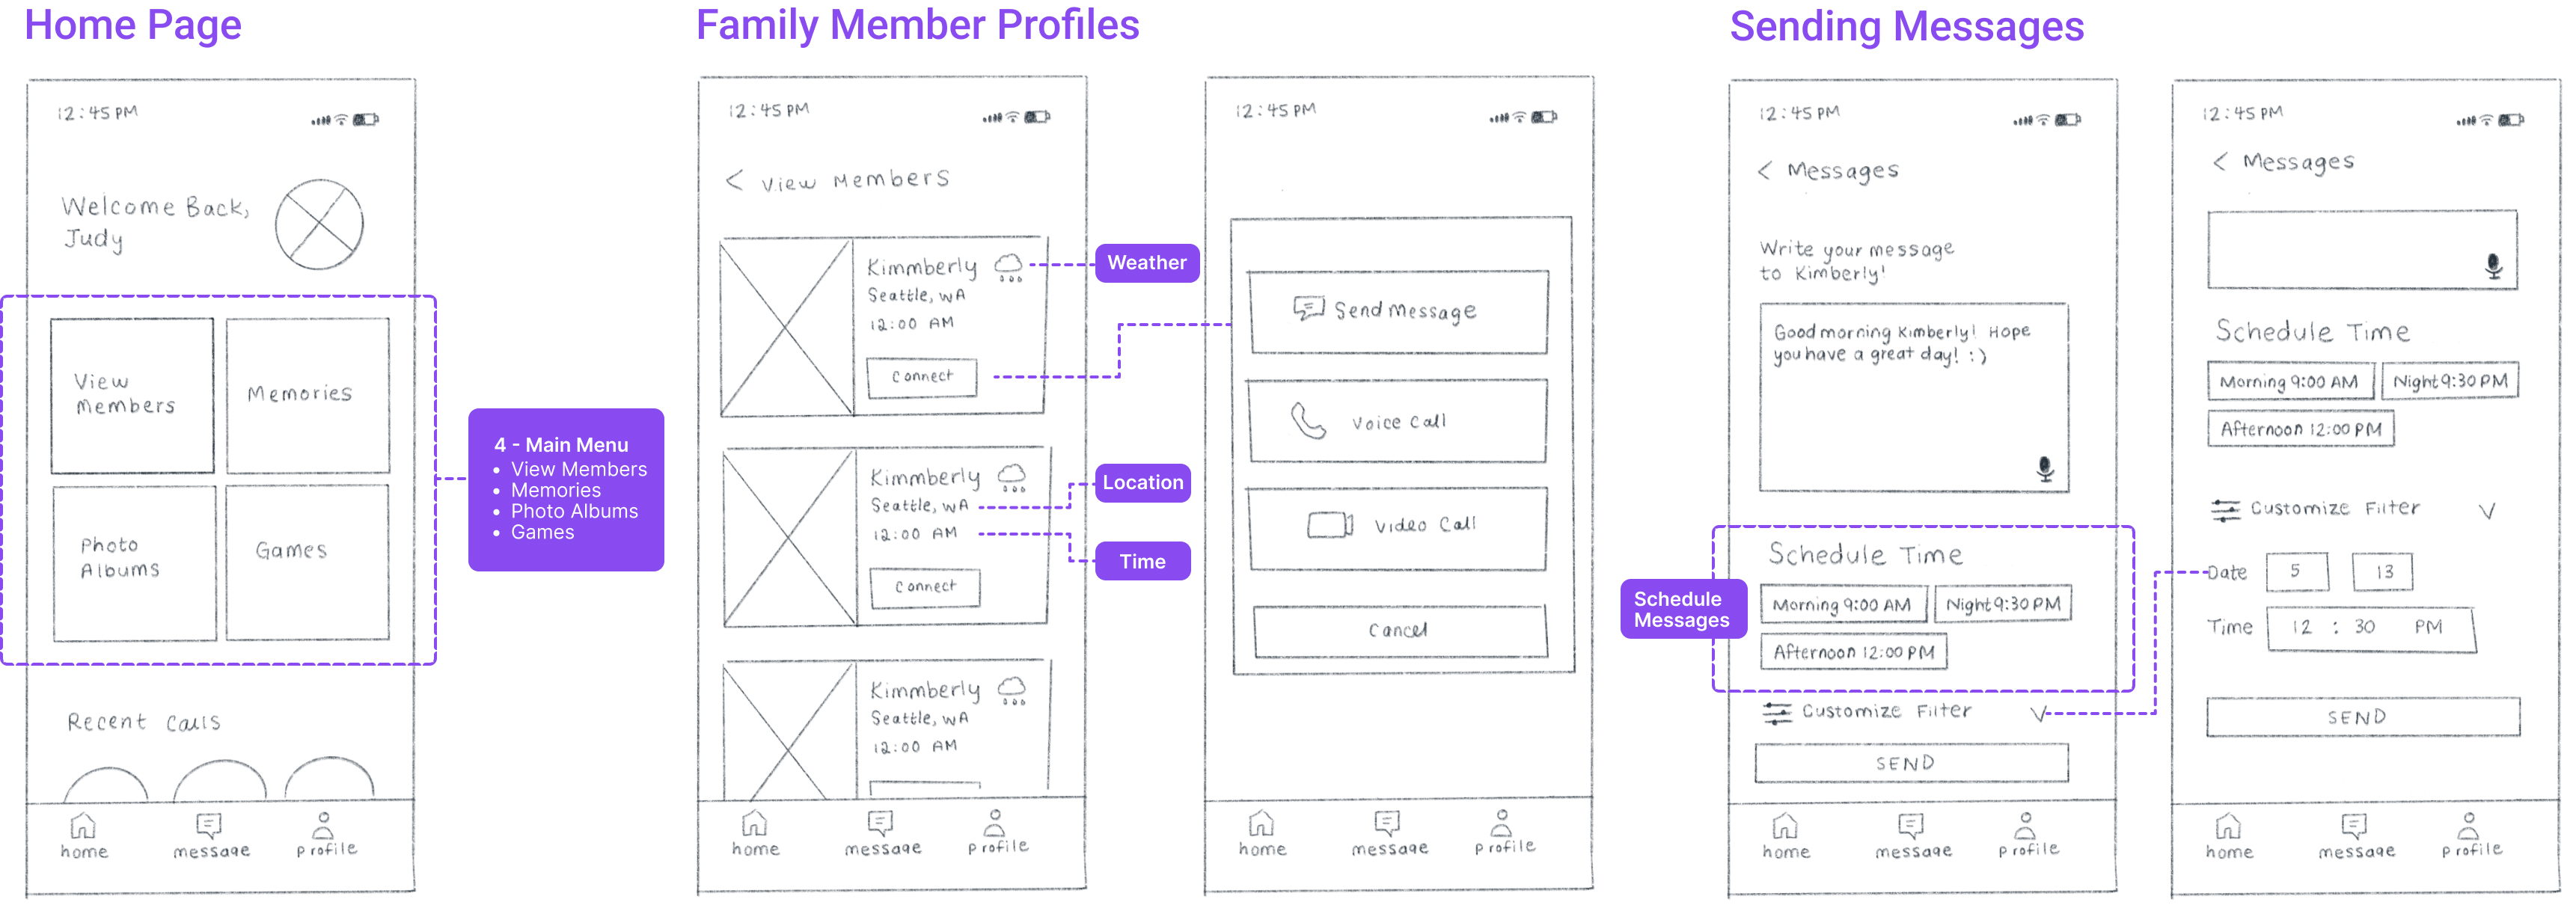 Home Page
12:45 PM
Welcome Back,
Judy
View
Members
Memories
Photo
Albums
Games
Recent Calls
home
message
profile
4 - Main Menu
• View Members
• Memories
• Photo Albums
• Games
Family Member Profiles
12:45 PM
< View Members
Kimmberly
Seattle, WA
12:00 AM
Connect
Kimmberly
Seattle, WA
12:00 AM
Connect
Kimmberly
Seattle, WA
12:00 AM
home
message
profile
Weather
Location
Time
12:45 PM
Send Message
Voice Call
Video Call
Cancel
home
message
profile
Sending Messages
12:45 PM
< Messages
Write your message
to Kimberly!
Good morning Kimberly! Hope
you have a great day! :)
Schedule
Messages
Schedule Time
Morning 9:00 AM
Night 9:30 PM
Afternoon 12:00 PM
Customize Filter
SEND
home
message
profile
12:45 PM
< Messages
Schedule Time
Morning 9:00 AM
Night 9:30 PM
Afternoon 12:00 PM
Customize Filter
Date 5 13
Time 12 : 30 PM
SEND
home
message
profile